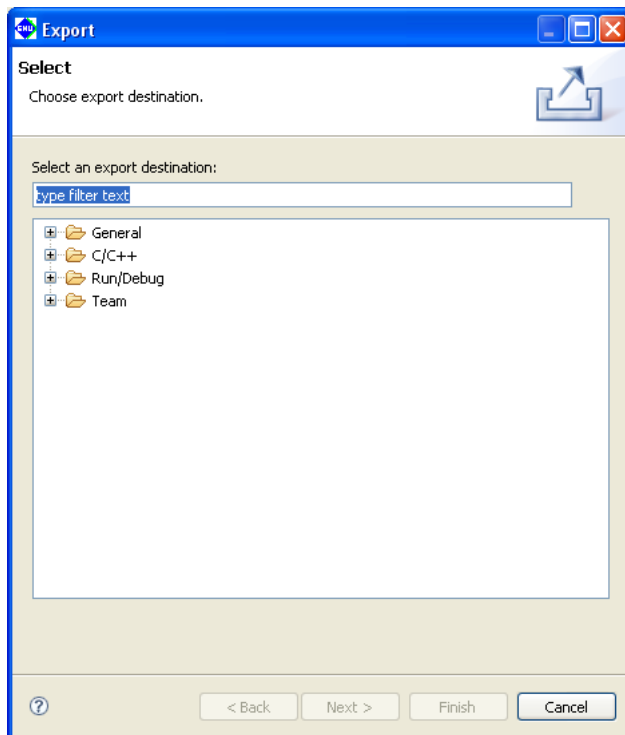 GNU Export
Select
Choose export destination.
Select an export destination:
type filter text
General
C/C++
Run/Debug
Team
?
< Back Next > Finish Cancel